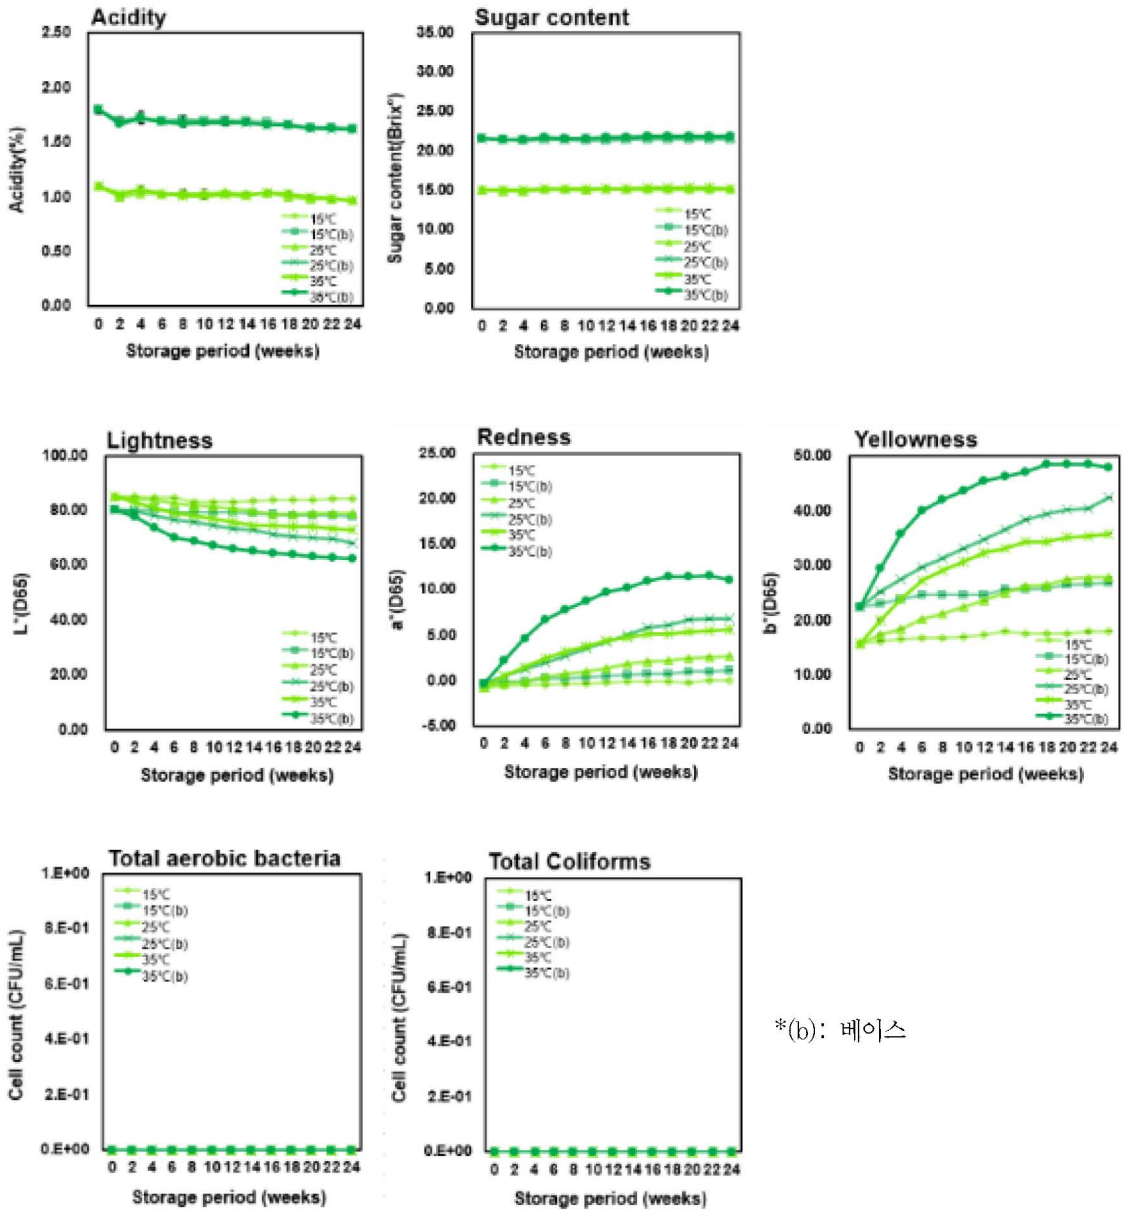 Acidity
2.50
2.00
1.50
1.00
0.50
0.00
Acidity(%)
15℃
15℃(b)
25℃
25℃(b)
35℃
35℃(b)
0 2 4 6 8 10 12 14 16 18 20 22 24
Storage period (weeks)
Sugar content
35.00
30.00
25.00
20.00
15.00
10.00
5.00
0.00
Sugar content(Brix°)
15℃
15℃(b)
25℃
25℃(b)
35℃
35℃(b)
0 2 4 6 8 10 12 14 16 18 20 22 24
Storage period (weeks)
Lightness
100.00
80.00
60.00
40.00
20.00
0.00
L*(D65)
15℃
15℃(b)
25℃
25℃(b)
35℃
35℃(b)
0 2 4 6 8 10 12 14 16 18 20 22 24
Storage period (weeks)
Redness
25.00
20.00
15.00
10.00
5.00
0.00
-5.00
a*(D65)
15℃
15℃(b)
25℃
25℃(b)
35℃
35℃(b)
0 2 4 6 8 10 12 14 16 18 20 22 24
Storage period (weeks)
Yellowness
50.00
40.00
30.00
20.00
10.00
0.00
b*(D65)
15℃
15℃(b)
25℃
25℃(b)
35℃
35℃(b)
0 2 4 6 8 10 12 14 16 18 20 22 24
Storage period (weeks)
Total aerobic bacteria
1.E+00
8.E-01
6.E-01
4.E-01
2.E-01
0.E+00
Cell count (CFU/mL)
15℃
15℃(b)
25℃
25℃(b)
35℃
35℃(b)
0 2 4 6 8 10 12 14 16 18 20 22 24
Storage period (weeks)
Total Coliforms
1.E+00
8.E-01
6.E-01
4.E-01
2.E-01
0.E+00
Cell count (CFU/mL)
15℃
15℃(b)
25℃
25℃(b)
35℃
35℃(b)
0 2 4 6 8 10 12 14 16 18 20 22 24
Storage period (weeks)
*(b): 베이스